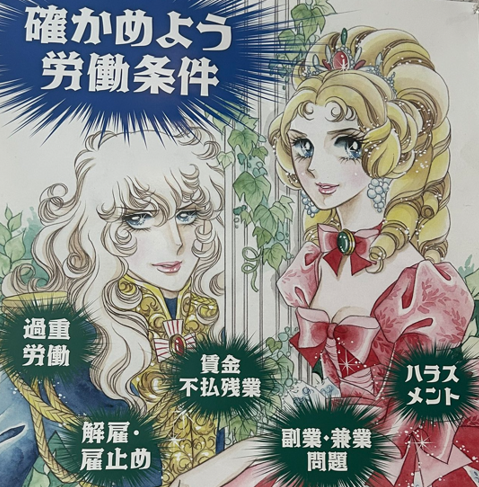 確かめよう
労働条件
過重
労働
賃金
不払残業
ハラス
メント
解雇・
雇止め
副業・兼業
問題